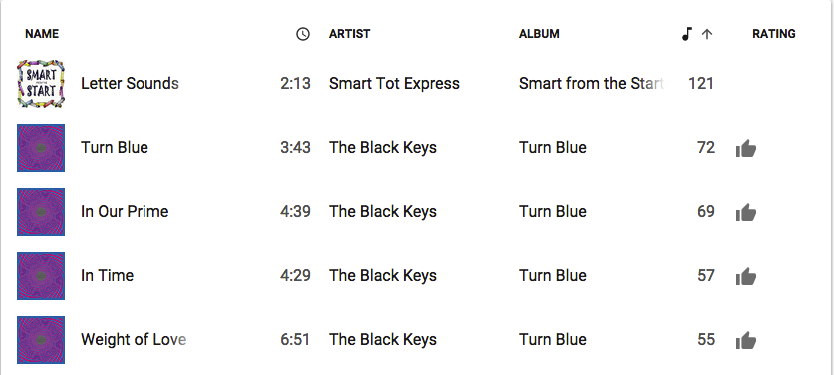 NAME ARTIST ALBUM RATING
SMART
START
Letter Sounds 2:13 Smart Tot Express Smart from the Start 121
Turn Blue 3:43 The Black Keys Turn Blue 72
In Our Prime 4:39 The Black Keys Turn Blue 69
In Time 4:29 The Black Keys Turn Blue 57
Weight of Love 6:51 The Black Keys Turn Blue 55